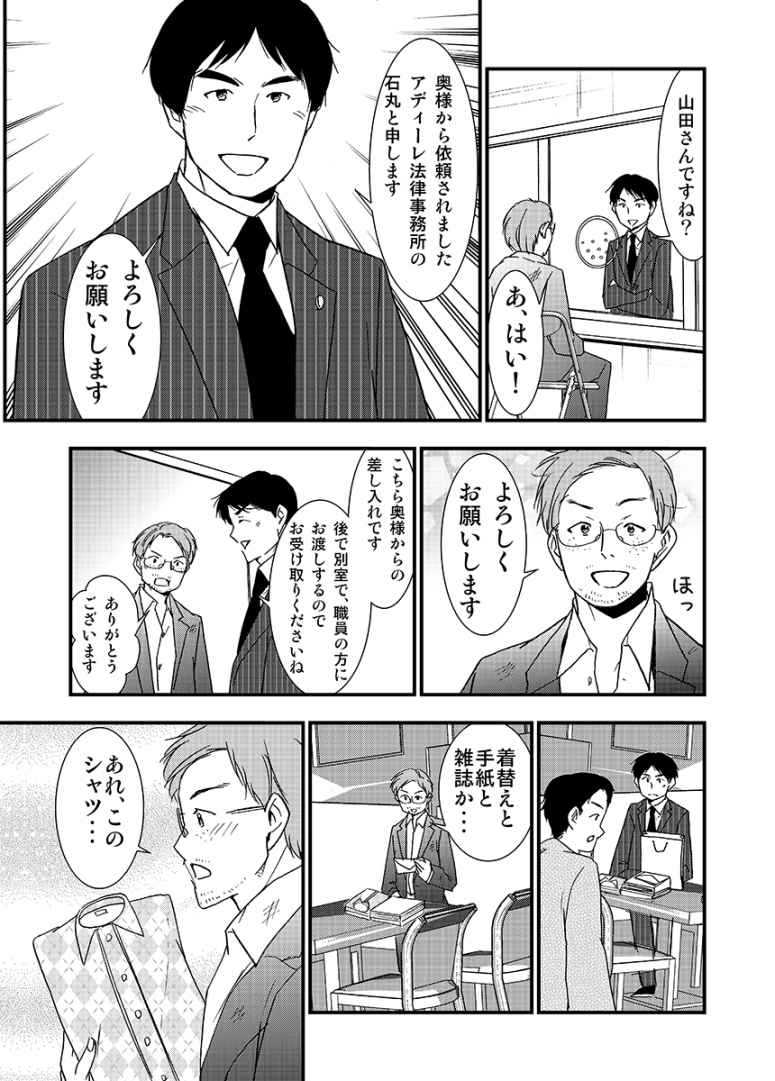 山田さんですね?
あ、はい!
奥様から依頼されました
アディーレ法律事務所の
石丸と申します
よろしく
お願いします
よろしく
お願いします
ほっ
こちら奥様からの
差し入れです
後で別室で、職員の方に
お渡しするので
お受け取りくださいね
ありがとう
ございます
着替えと
手紙と
雑誌か・・・
あれ、この
シャツ・・・